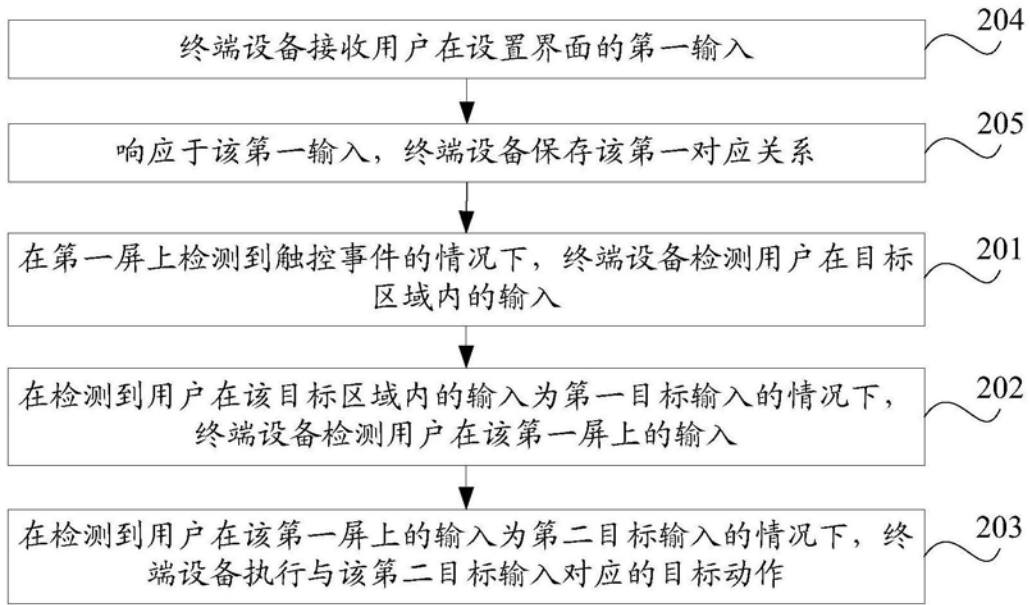 204
终端设备接收用户在设置界面的第一输入
205
响应于该第一输入，终端设备保存该第一对应关系
201
在第一屏上检测到触控事件的情况下，终端设备检测用户在目标
区域内的输入
202
在检测到用户在该目标区域内的输入为第一目标输入的情况下，
终端设备检测用户在该第一屏上的输入
203
在检测到用户在该第一屏上的输入为第二目标输入的情况下，终
端设备执行与该第二目标输入对应的目标动作